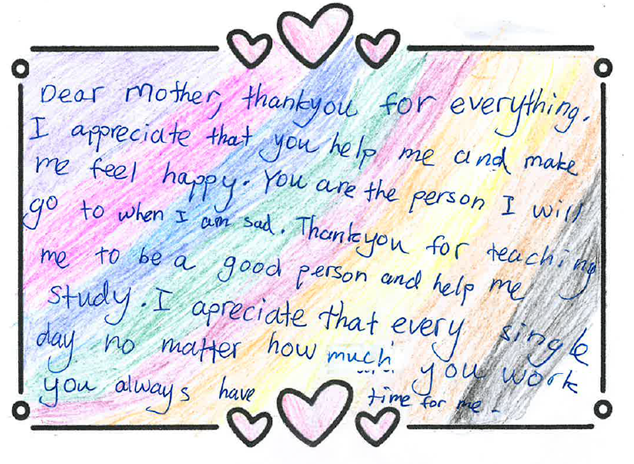 Dear Mother, thankyou for everything.
I appreciate that you help me and make
me feel happy. You are the person I will
go to when I am sad. Thankyou for teaching
me to be a good person and help me
study. I apreciate that every single
day no matter how much you work
you always have time for me.